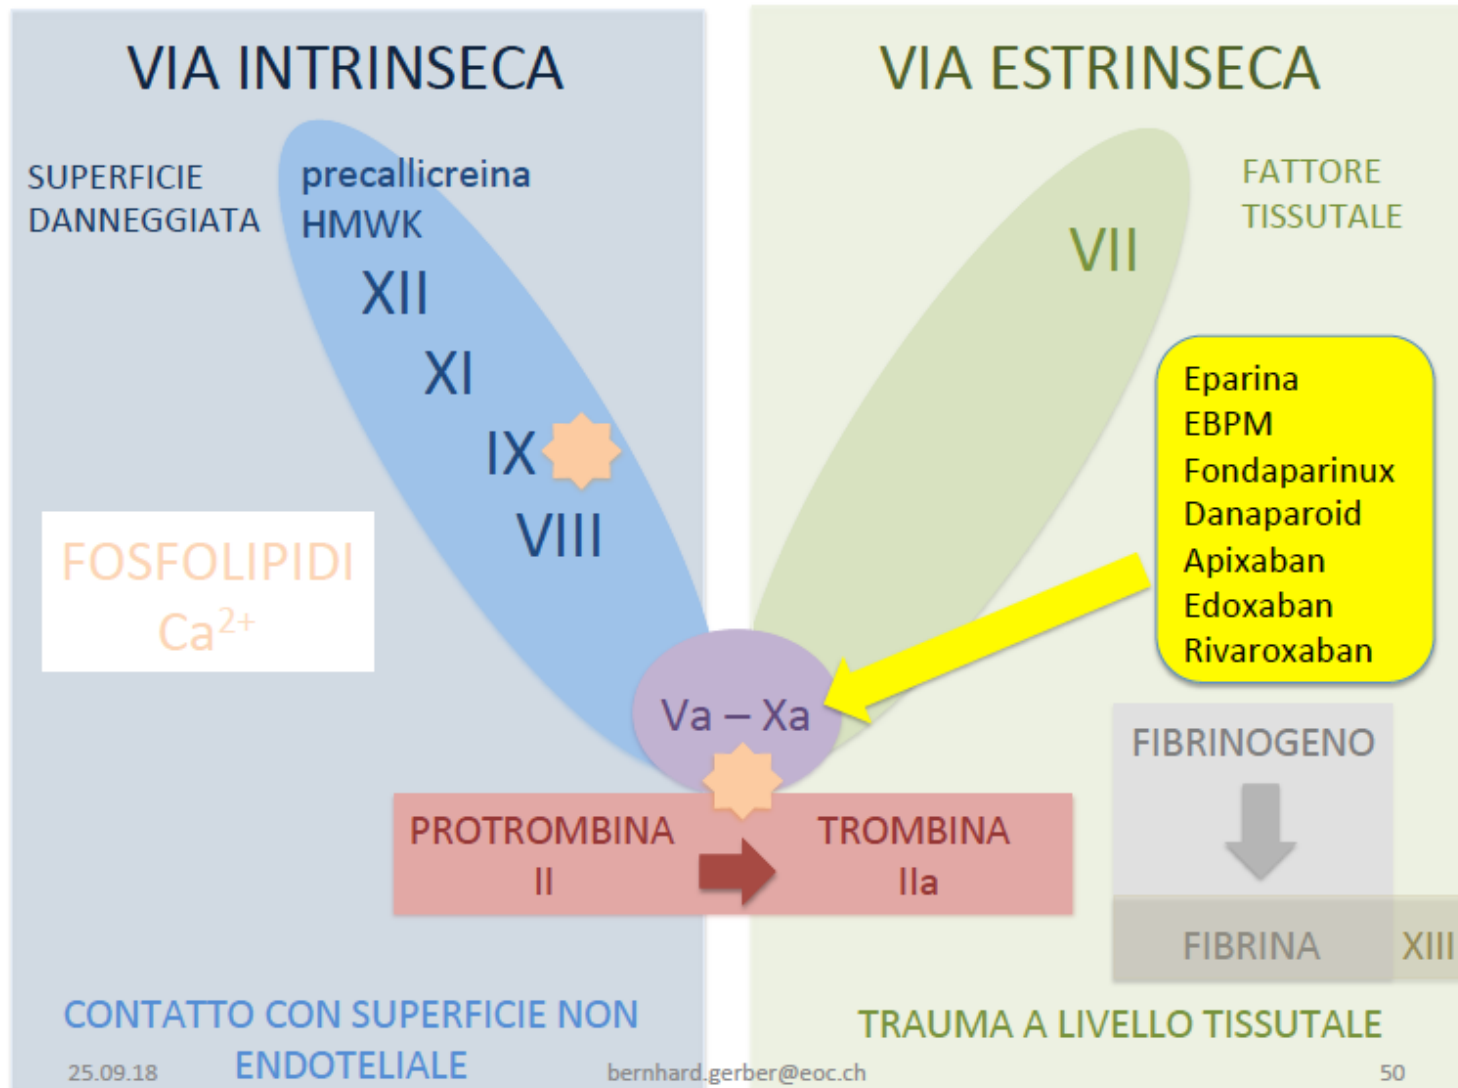 VIA INTRINSECA
VIA ESTRINSECA
SUPERFICIE
DANNEGGIATA
precallicreina
HMWK
XII
XI
IX
VIII
FATTORE
TISSUTALE
VII
FOSFOLIPIDI
Ca²⁺
Eparina
EBPM
Fondaparinux
Danaparoid
Apixaban
Edoxaban
Rivaroxaban
Va – Xa
PROTROMBINA
II
TROMBINA
IIa
FIBRINOGENO
FIBRINA
XIII
CONTATTO CON SUPERFICIE NON
ENDOTELIALE
TRAUMA A LIVELLO TISSUTALE
25.09.18
bernhard.gerber@eoc.ch
50